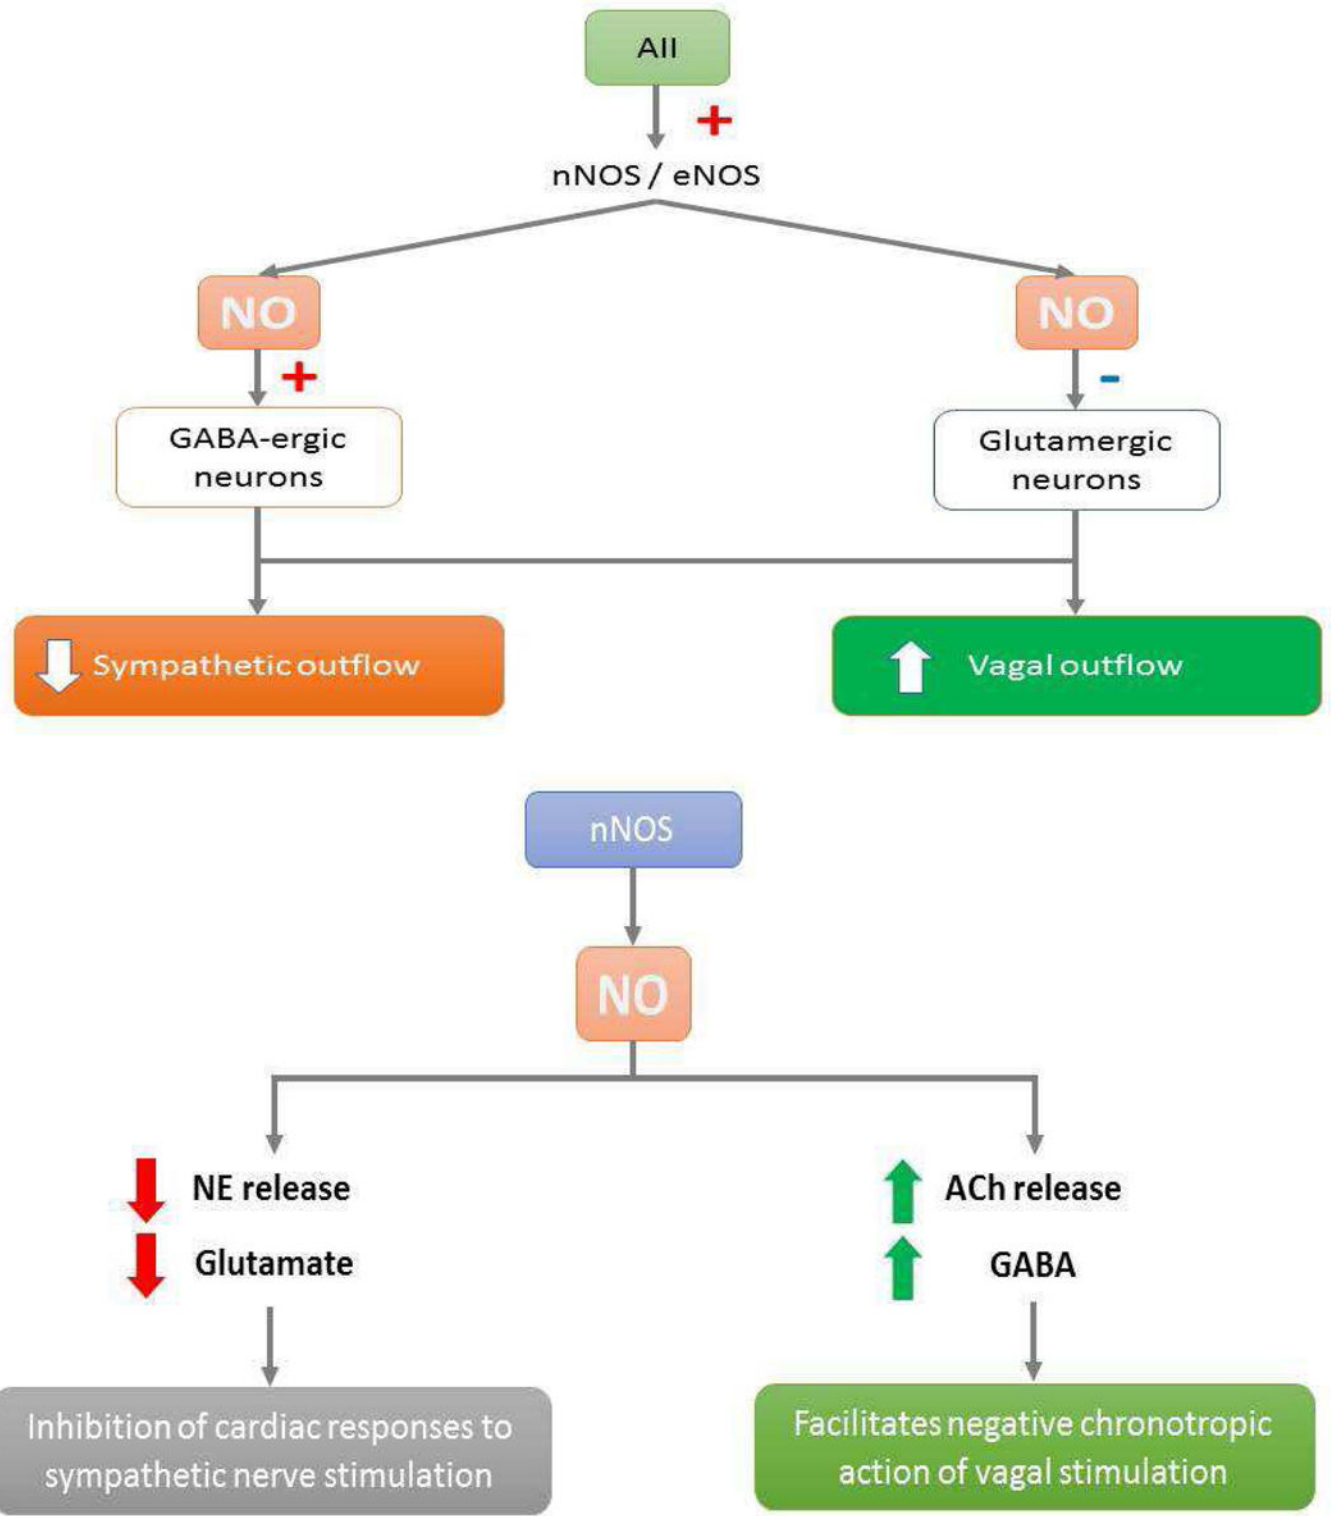 AII
+
nNOS / eNOS
NO
NO
+
-
GABA-ergic
neurons
Glutamergic
neurons
Sympathetic outflow
Vagal outflow
nNOS
NO
NE release
ACh release
Glutamate
GABA
Inhibition of cardiac responses to
sympathetic nerve stimulation
Facilitates negative chronotropic
action of vagal stimulation